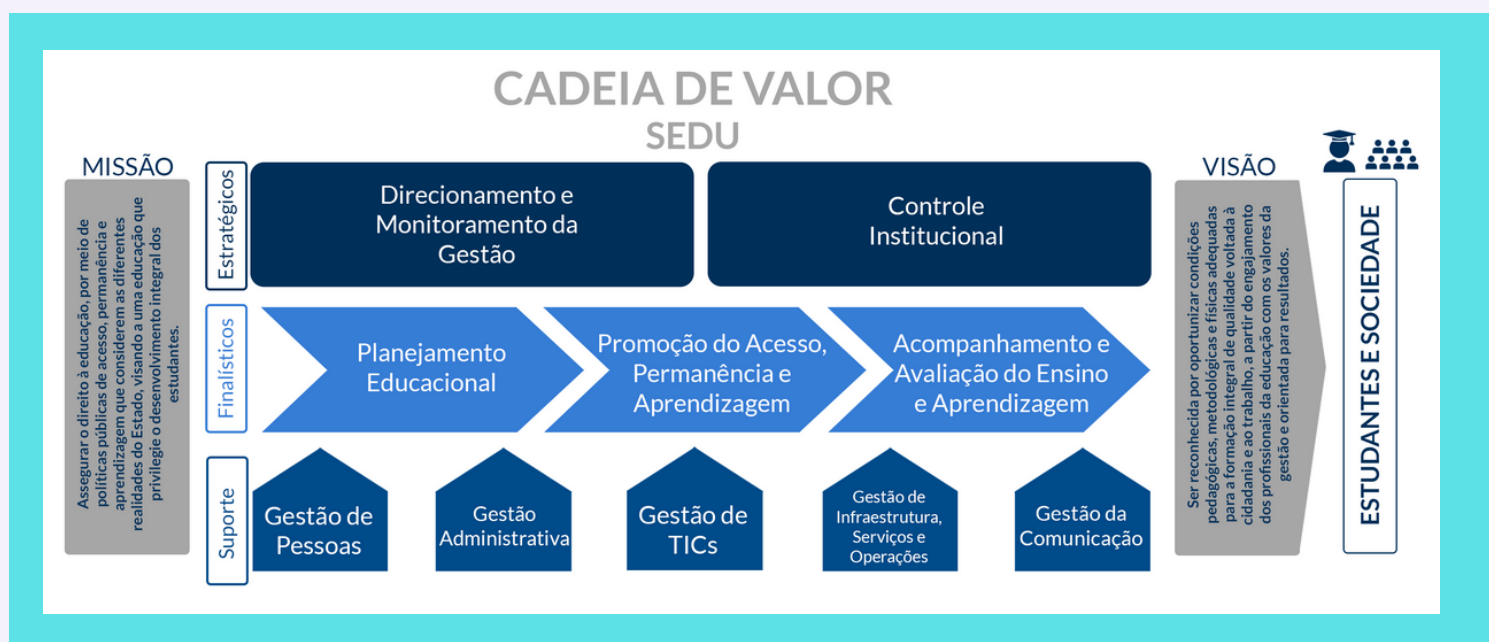 CADEIA DE VALOR
SEDU
MISSÃO
Assegurar o direito à educação, por meio de
políticas públicas de acesso, permanência e
aprendizagem que considerem as diferentes
realidades do Estado, visando a uma educação que
privilegie o desenvolvimento integral dos
estudantes.
Estratégicos
Direcionamento e
Monitoramento da
Gestão
Controle
Institucional
Finalísticos
Planejamento
Educacional
Promoção do Acesso,
Permanência e
Aprendizagem
Acompanhamento e
Avaliação do Ensino
e Aprendizagem
Suporte
Gestão de
Pessoas
Gestão
Administrativa
Gestão de
TICs
Gestão de
Infraestrutura,
Serviços e
Operações
Gestão da
Comunicação
VISÃO
Ser reconhecida por oportunizar condições
pedagógicas, metodológicas e físicas adequadas
para a formação integral de qualidade voltada à
cidadania e ao trabalho, a partir do engajamento
dos profissionais da educação com os valores da
gestão e orientada para resultados.
ESTUDANTES E SOCIEDADE